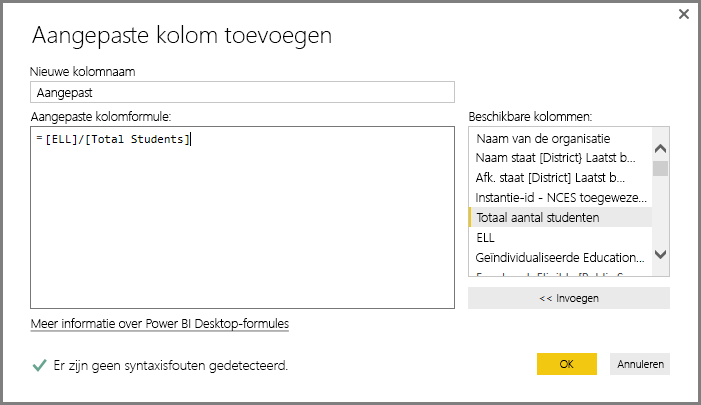 Aangepaste kolom toevoegen
Nieuwe kolomnaam
Aangepast
Aangepaste kolomformule:
=[ELL]/[Total Students]
Beschikbare kolommen:
Naam van de organisatie
Naam staat [District} Laatst b...
Afk. staat [District] Laatst b...
Instantie-id - NCES toegeweze...
Totaal aantal studenten
ELL
Geïndividualiseerde Education...
<< Invoegen
Meer informatie over Power BI Desktop-formules
Er zijn geen syntaxisfouten gedetecteerd.
OK
Annuleren